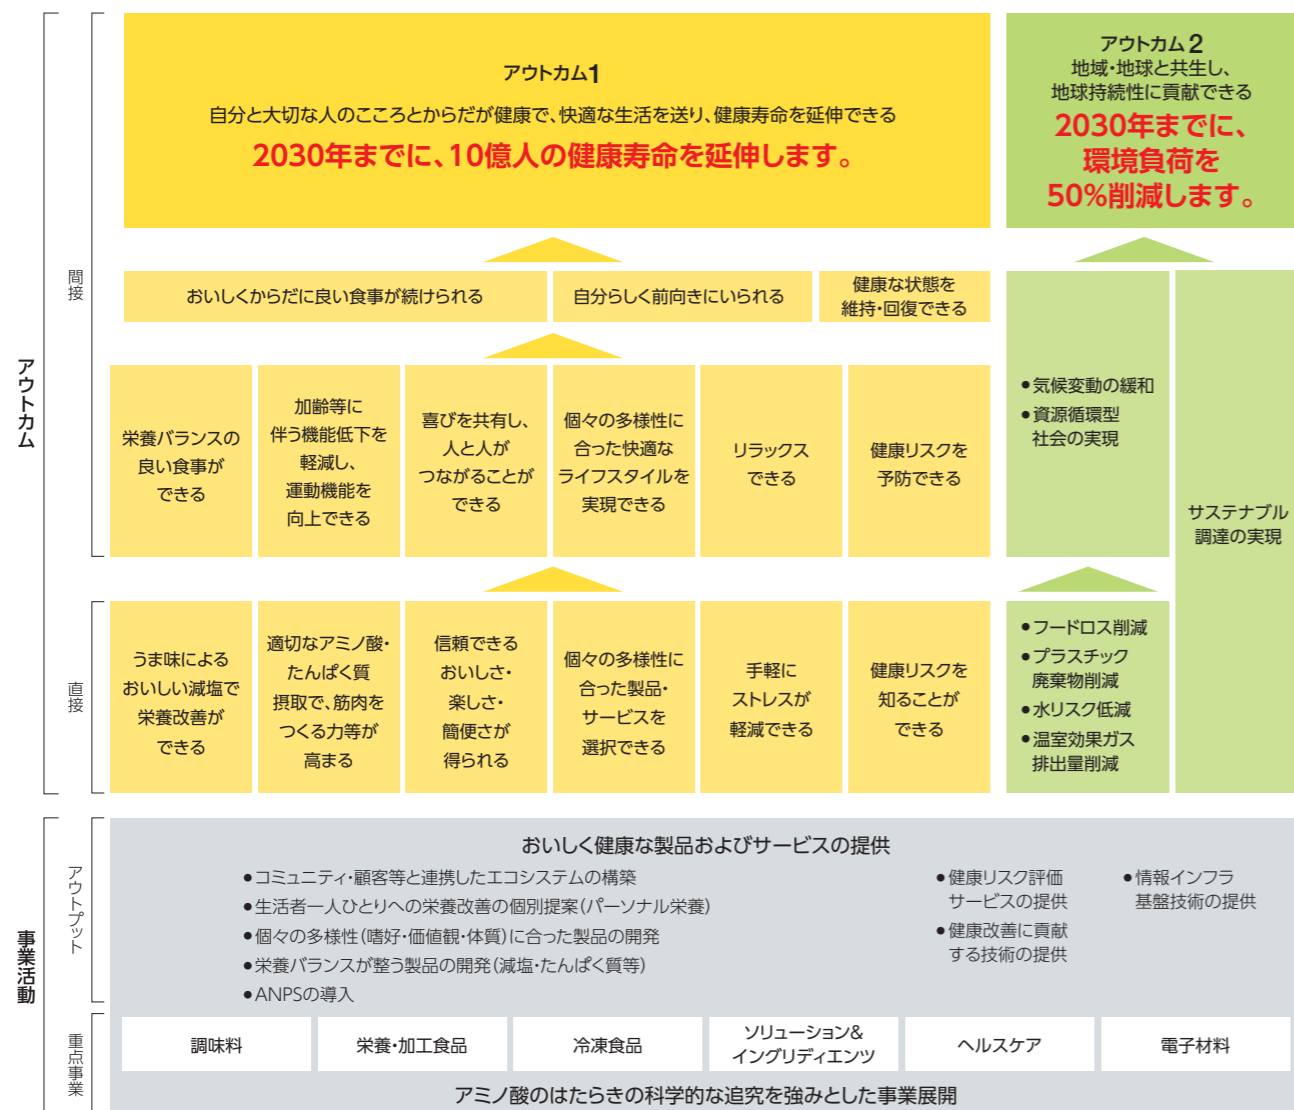 アウトカム
間接
直接
アウトカム1
自分と大切な人のこころとからだが健康で、快適な生活を送り、健康寿命を延伸できる
2030年までに、10億人の健康寿命を延伸します。
アウトカム2
地域・地球と共生し、
地球持続性に貢献できる
2030年までに、
環境負荷を
50%削減します。
おいしくからだに良い食事が続けられる
自分らしく前向きにいられる
健康な状態を
維持・回復できる
栄養バランスの
良い食事が
できる
加齢等に
伴う機能低下を
軽減し、
運動機能を
向上できる
喜びを共有し、
人と人が
つながることが
できる
個々の多様性に
合った快適な
ライフスタイルを
実現できる
リラックス
できる
健康リスクを
予防できる
●気候変動の緩和
●資源循環型
社会の実現
サステナブル
調達の実現
うま味による
おいしい減塩で
栄養改善が
できる
適切なアミノ酸・
たんぱく質
摂取で、筋肉を
つくる力等が
高まる
信頼できる
おいしさ・
楽しさ・
簡便さが
得られる
個々の多様性に
合った製品・
サービスを
選択できる
手軽に
ストレスが
軽減できる
健康リスクを
知ることが
できる
●フードロス削減
●プラスチック
廃棄物削減
●水リスク低減
●温室効果ガス
排出量削減
事業活動
アウトプット
重点事業
おいしく健康な製品およびサービスの提供
●コミュニティ・顧客等と連携したエコシステムの構築
●生活者一人ひとりへの栄養改善の個別提案(パーソナル栄養)
●個々の多様性(嗜好・価値観・体質)に合った製品の開発
●栄養バランスが整う製品の開発(減塩・たんぱく質等)
●ANPSの導入
●健康リスク評価
サービスの提供
●健康改善に貢献
する技術の提供
●情報インフラ
基盤技術の提供
調味料
栄養・加工食品
冷凍食品
ソリューション&
イングリディエンツ
ヘルスケア
電子材料
アミノ酸のはたらきの科学的な追究を強みとした事業展開